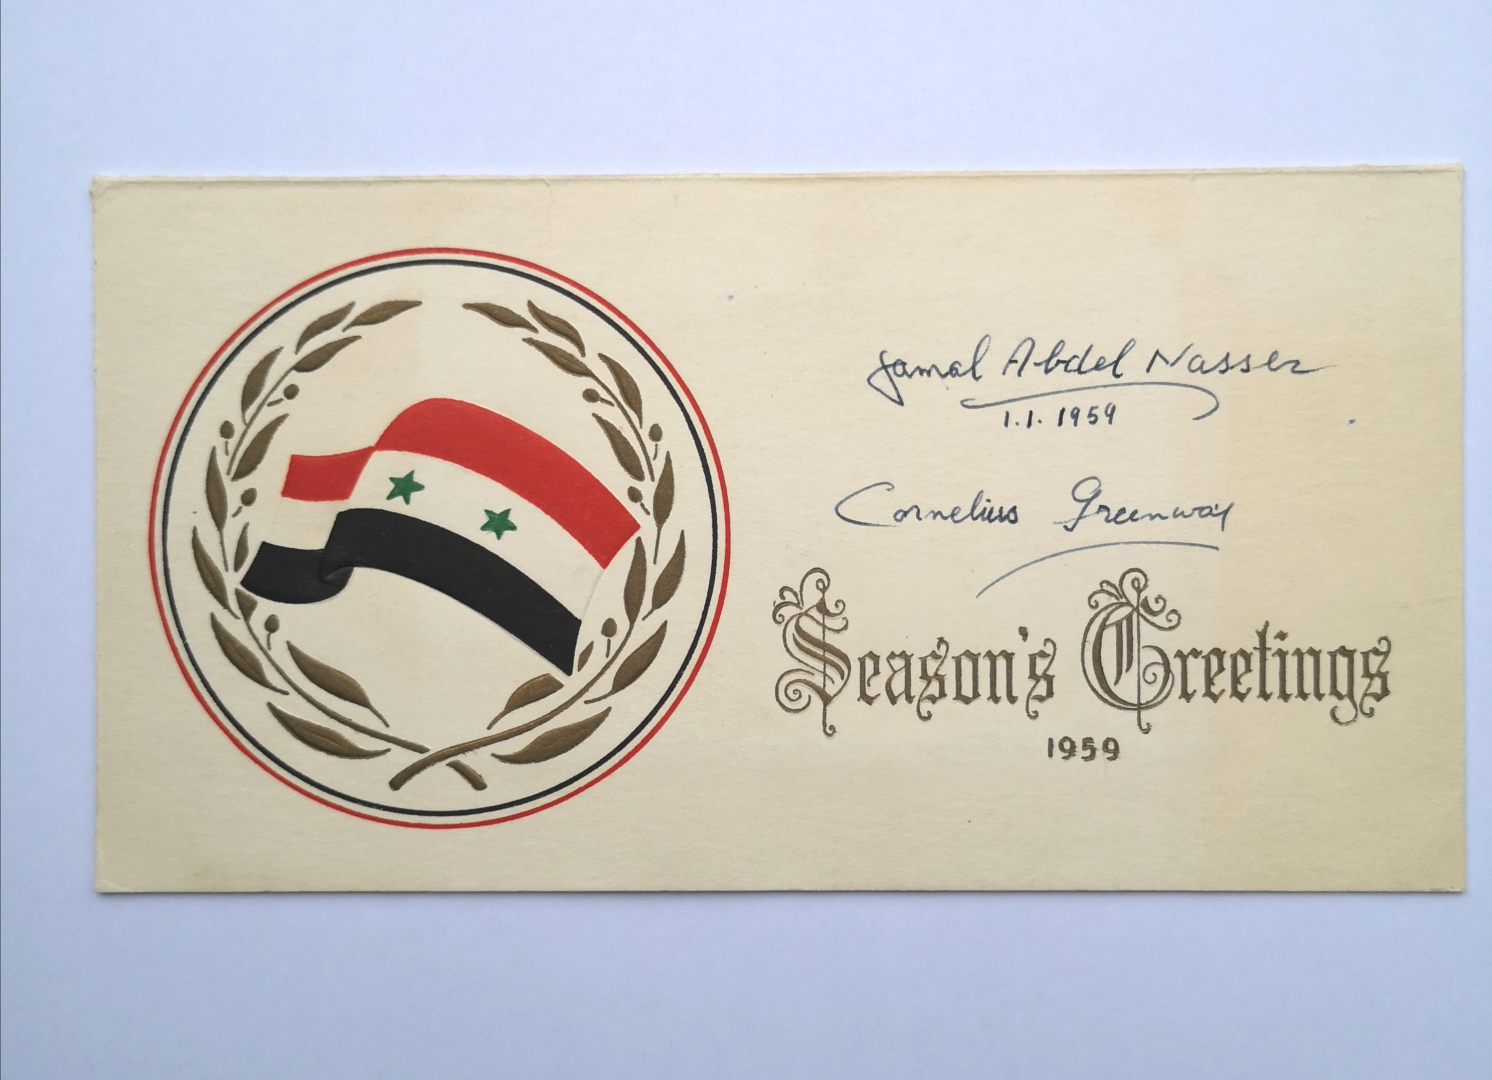 Jamal Abdel Nasser
1.1.1959
Cornelius Greenway
Season's Greetings
1959